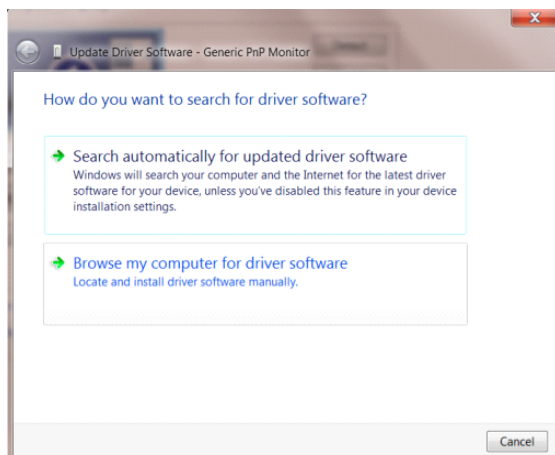 Update Driver Software - Generic PnP Monitor
How do you want to search for driver software?
Search automatically for updated driver software
Windows will search your computer and the Internet for the latest driver
software for your device, unless you've disabled this feature in your device
installation settings.
Browse my computer for driver software
Locate and install driver software manually.
Cancel